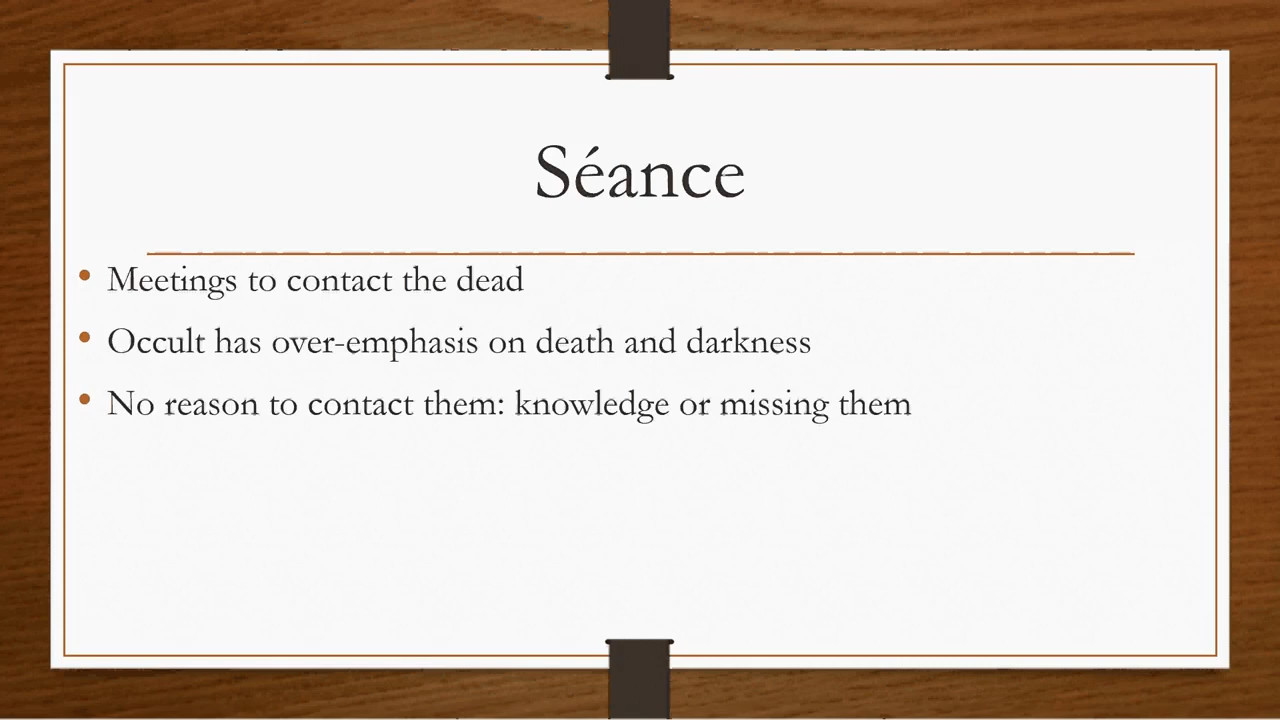 Séance
• Meetings to contact the dead
• Occult has over-emphasis on death and darkness
• No reason to contact them: knowledge or missing them